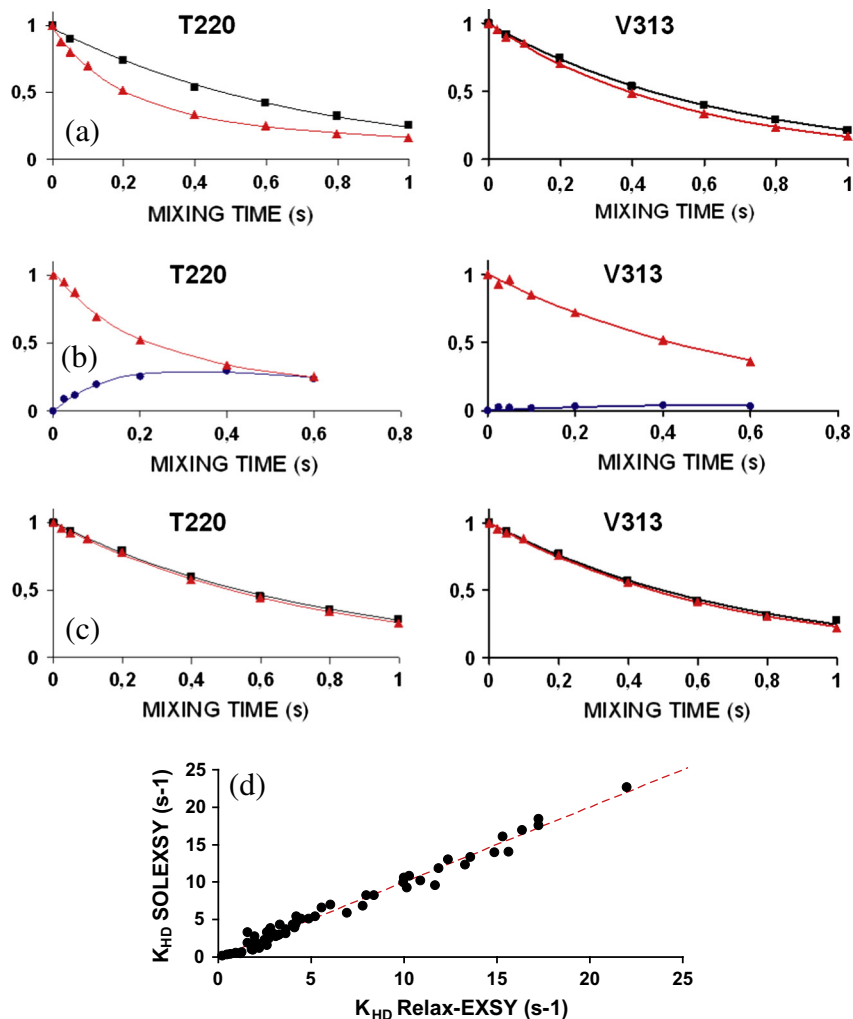 T220
V313
1
0,5
0
(a)
0 0,2 0,4 0,6 0,8 1
MIXING TIME (s)
1
0,5
0
0 0,2 0,4 0,6 0,8 1
MIXING TIME (s)
T220
V313
1
0,5
0
(b)
0 0,2 0,4 0,6 0,8
MIXING TIME (s)
1
0,5
0
0 0,2 0,4 0,6 0,8
MIXING TIME (s)
T220
V313
1
0,5
0
(c)
0 0,2 0,4 0,6 0,8 1
MIXING TIME (s)
1
0,5
0
0 0,2 0,4 0,6 0,8 1
MIXING TIME (s)
(d)
K_HD SOLEXSY (s-1)
25
20
15
10
5
0
0 5 10 15 20 25
K_HD Relax-EXSY (s-1)